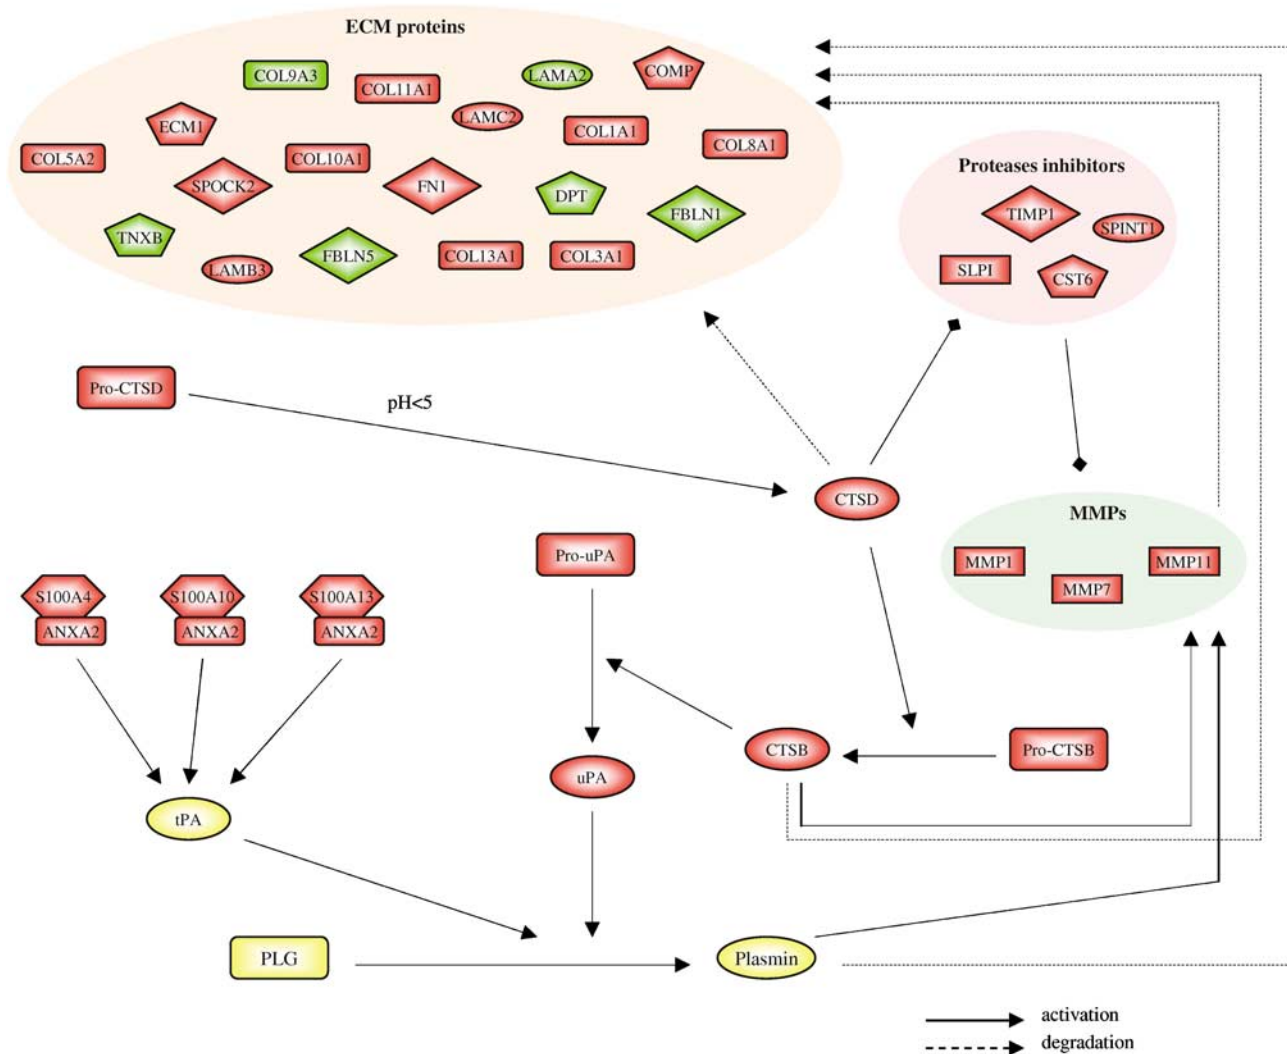 ECM proteins
COL9A3
LAMA2
COMP
COL11A1
LAMC2
ECM1
COL1A1
COL8A1
COL5A2
COL10A1
SPOCK2
FN1
DPT
FBLN1
TNXB
FBLN5
COL13A1
COL3A1
LAMB3
Proteases inhibitors
TIMP1
SPINT1
SLPI
CST6
Pro-CTSD
pH<5
CTSD
MMPs
MMP1
MMP11
MMP7
Pro-uPA
S100A4
S100A10
S100A13
ANXA2
ANXA2
ANXA2
CTSB
Pro-CTSB
uPA
tPA
PLG
Plasmin
activation
degradation